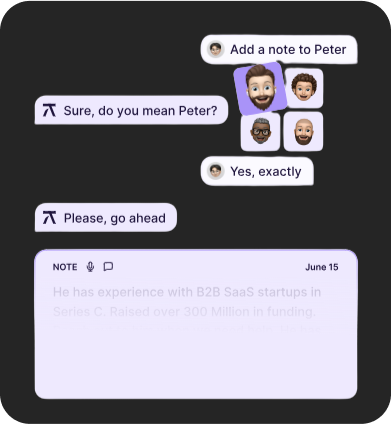 Add a note to Peter
Sure, do you mean Peter?
Yes, exactly
Please, go ahead
NOTE
June 15
He has experience with B2B SaaS startups in
Series C. Raised over 300 Million in funding.